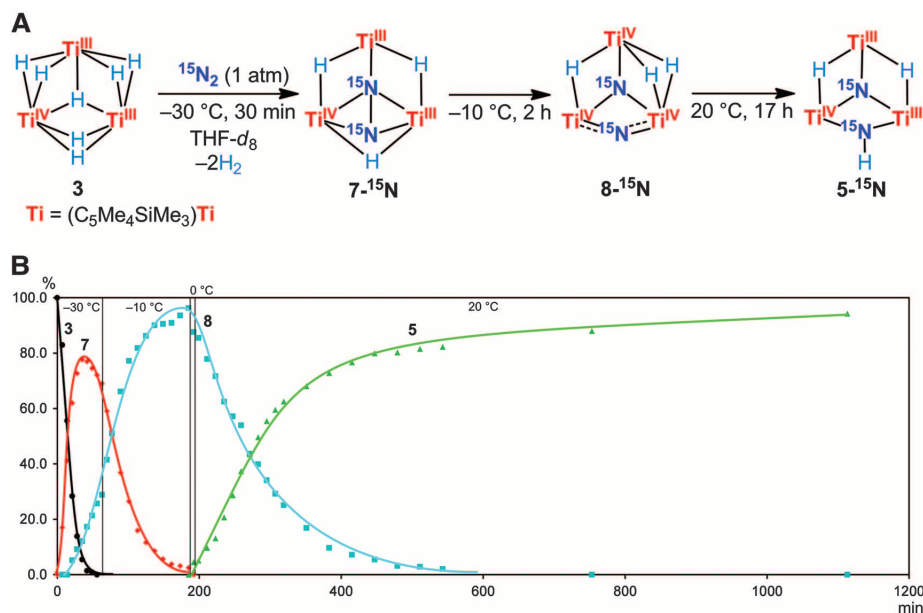 A
Ti^III H H H H H Ti^IV Ti^III H H
3
¹⁵N₂ (1 atm)
–30 °C, 30 min
THF-d₈
–2H₂
Ti^III H H ¹⁵N Ti^IV Ti^III ¹⁵N H
7-¹⁵N
–10 °C, 2 h
Ti^IV H H ¹⁵N Ti^IV Ti^IV ¹⁵N
8-¹⁵N
20 °C, 17 h
Ti^III H H ¹⁵N Ti^IV Ti^III ¹⁵N H
5-¹⁵N
Ti = (C₅Me₄SiMe₃)Ti
B
%
100.0
80.0
60.0
40.0
20.0
0.0
–30 °C
–10 °C
0 °C
20 °C
3
7
8
5
0 200 400 600 800 1000 1200
min